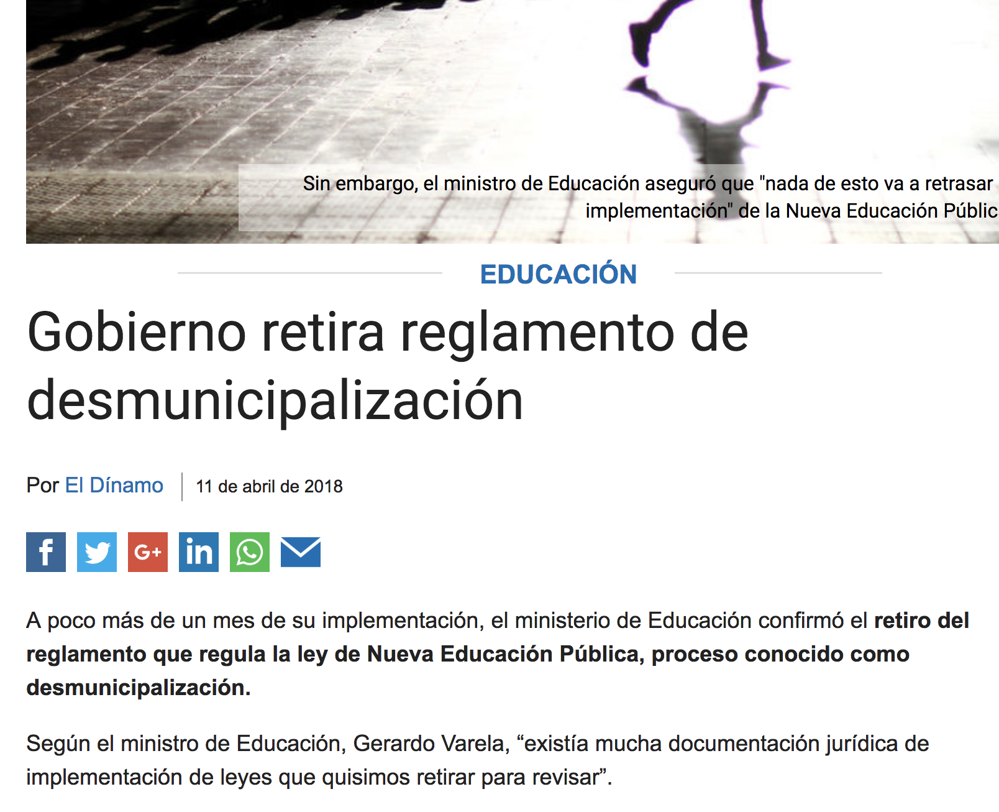 Sin embargo, el ministro de Educación aseguró que "nada de esto va a retrasar
implementación" de la Nueva Educación Públic
EDUCACIÓN
Gobierno retira reglamento de
desmunicipalización
Por El Dínamo 11 de abril de 2018
f G+ in
A poco más de un mes de su implementación, el ministerio de Educación confirmó el retiro del
reglamento que regula la ley de Nueva Educación Pública, proceso conocido como
desmunicipalización.
Según el ministro de Educación, Gerardo Varela, “existía mucha documentación jurídica de
implementación de leyes que quisimos retirar para revisar”.